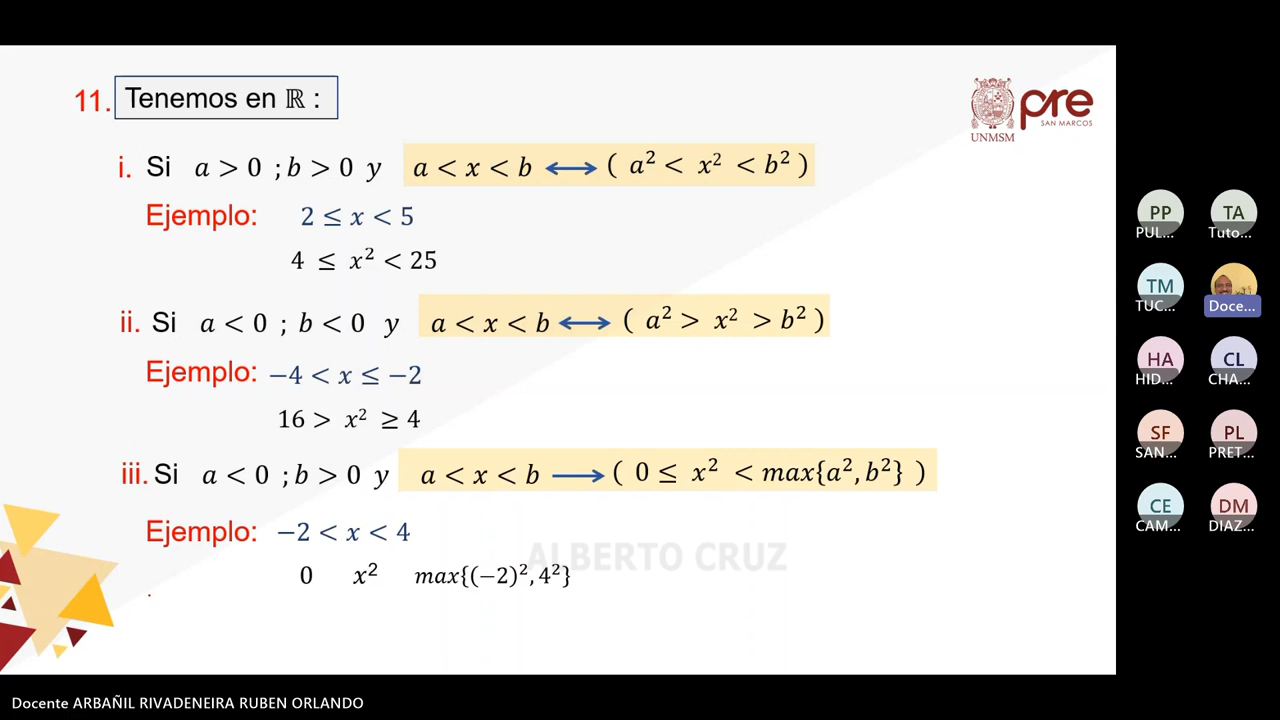 11. Tenemos en ℝ :
pre
SAN MARCOS
UNMSM
i. Si a > 0 ; b > 0 y a < x < b ⟷ ( a² < x² < b² )
Ejemplo: 2 ≤ x < 5
4 ≤ x² < 25
ii. Si a < 0 ; b < 0 y a < x < b ⟷ ( a² > x² > b² )
Ejemplo: −4 < x ≤ −2
16 > x² ≥ 4
iii. Si a < 0 ; b > 0 y a < x < b ⟶ ( 0 ≤ x² < max{a², b²} )
Ejemplo: −2 < x < 4
ALBERTO CRUZ
0 x² max{(−2)², 4²}
PP TA
PUL... Tuto...
TM
TUC... Doce...
HA CL
HID... CHA...
SF PL
SAN... PRET...
CE DM
CAM... DIAZ...
Docente ARBAÑIL RIVADENEIRA RUBEN ORLANDO